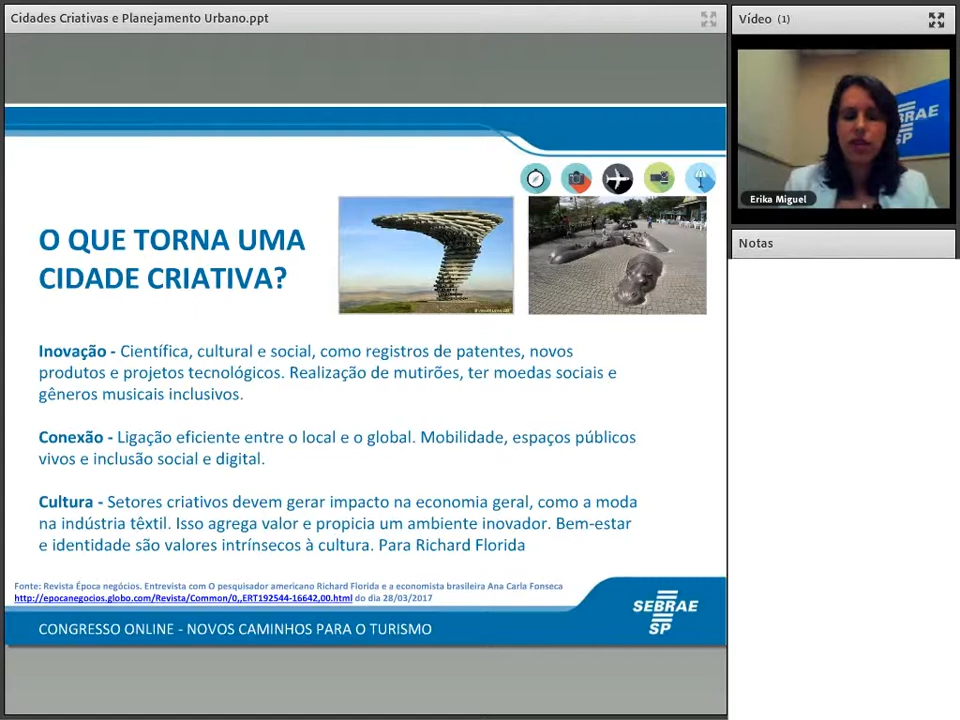 Cidades Criativas e Planejamento Urbano.ppt
Vídeo (1)
SEBRAE
SP
Erika Miguel
Notas
O QUE TORNA UMA
CIDADE CRIATIVA?
Inovação - Científica, cultural e social, como registros de patentes, novos
produtos e projetos tecnológicos. Realização de mutirões, ter moedas sociais e
gêneros musicais inclusivos.
Conexão - Ligação eficiente entre o local e o global. Mobilidade, espaços públicos
vivos e inclusão social e digital.
Cultura - Setores criativos devem gerar impacto na economia geral, como a moda
na indústria têxtil. Isso agrega valor e propicia um ambiente inovador. Bem-estar
e identidade são valores intrínsecos à cultura. Para Richard Florida
Fonte: Revista Época negócios. Entrevista com O pesquisador americano Richard Florida e a economista brasileira Ana Carla Fonseca
http://epocanegocios.globo.com/Revista/Common/0,,ERT192544-16642,00.html do dia 28/03/2017
CONGRESSO ONLINE - NOVOS CAMINHOS PARA O TURISMO
SEBRAE
SP